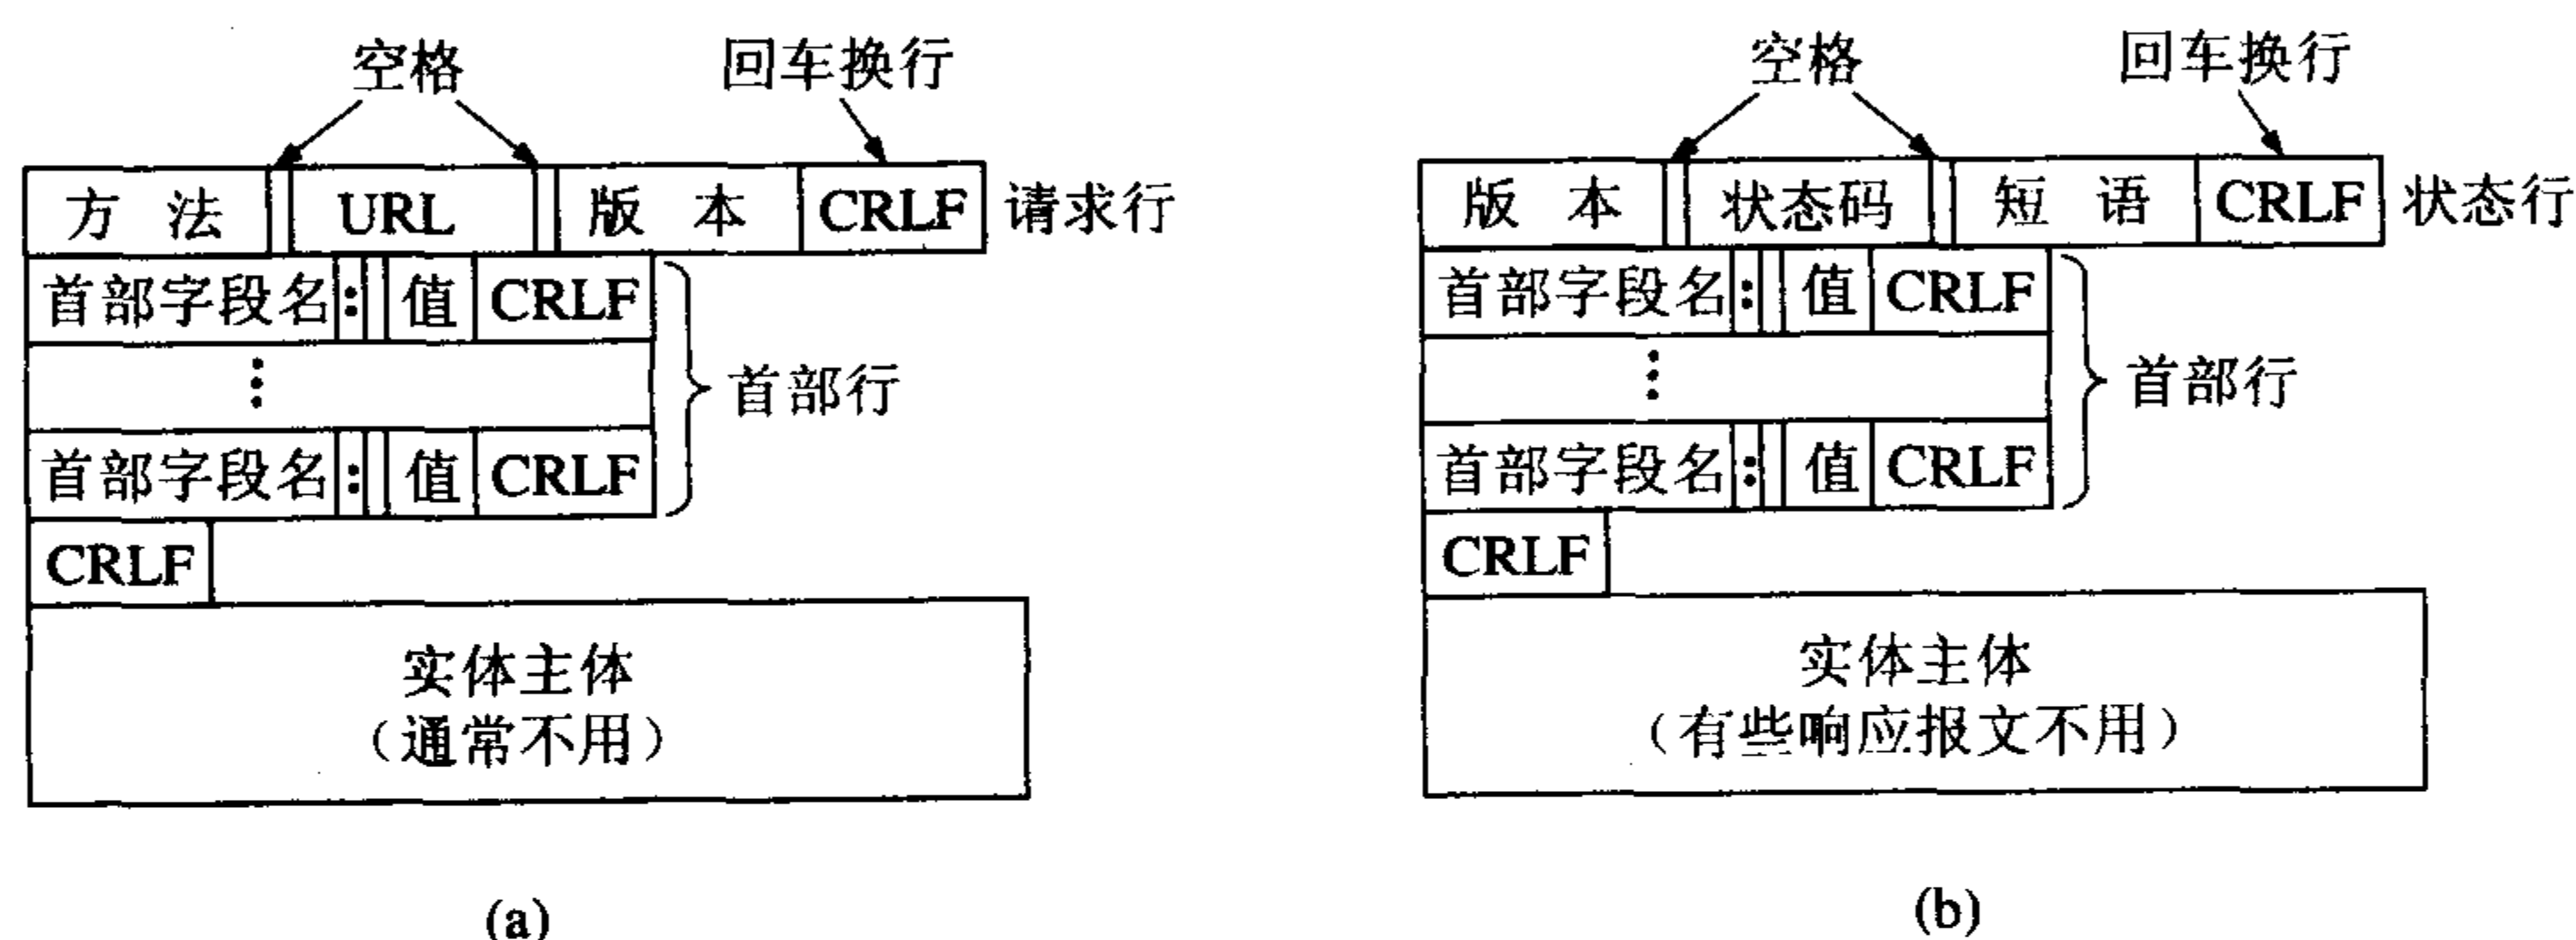 空格 回车换行
方 法 URL 版 本 CRLF 请求行
首部字段名 : 值 CRLF
⋮ 首部行
首部字段名 : 值 CRLF
CRLF
实体主体
（通常不用）
(a)
空格 回车换行
版 本 状态码 短 语 CRLF 状态行
首部字段名 : 值 CRLF
⋮ 首部行
首部字段名 : 值 CRLF
CRLF
实体主体
（有些响应报文不用）
(b)